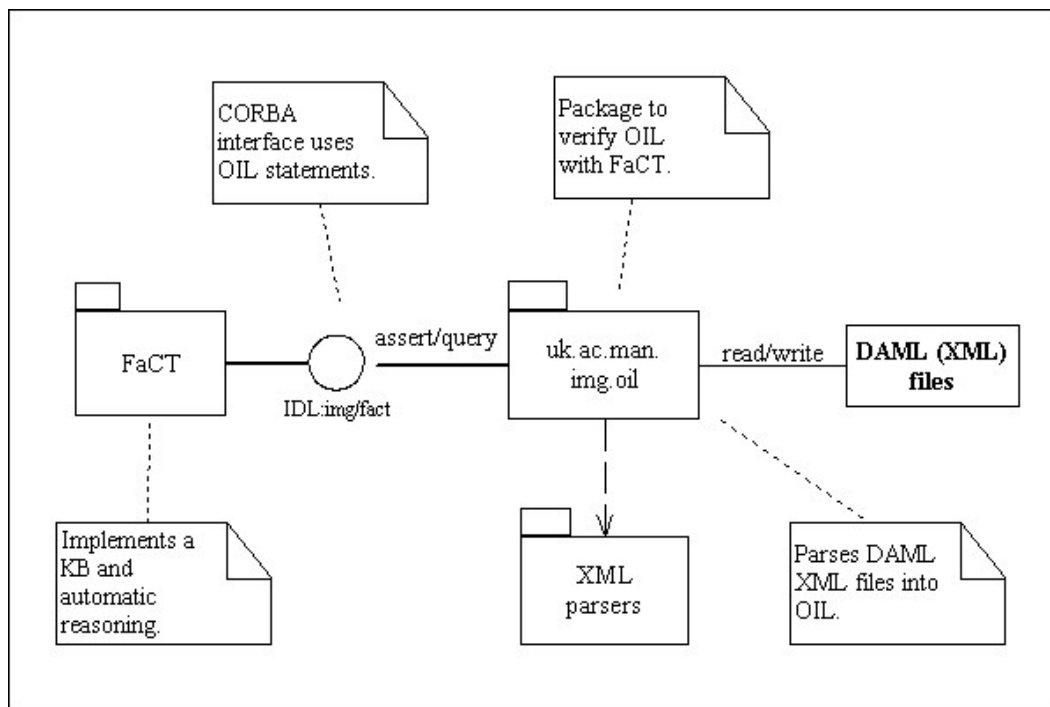 CORBA
interface uses
OIL statements.
Package to
verify OIL
with FaCT.
FaCT
IDL:img/fact
assert/query
uk.ac.man.
img.oil
read/write
DAML (XML)
files
Implements a
KB and
automatic
reasoning.
XML
parsers
Parses DAML
XML files into
OIL.